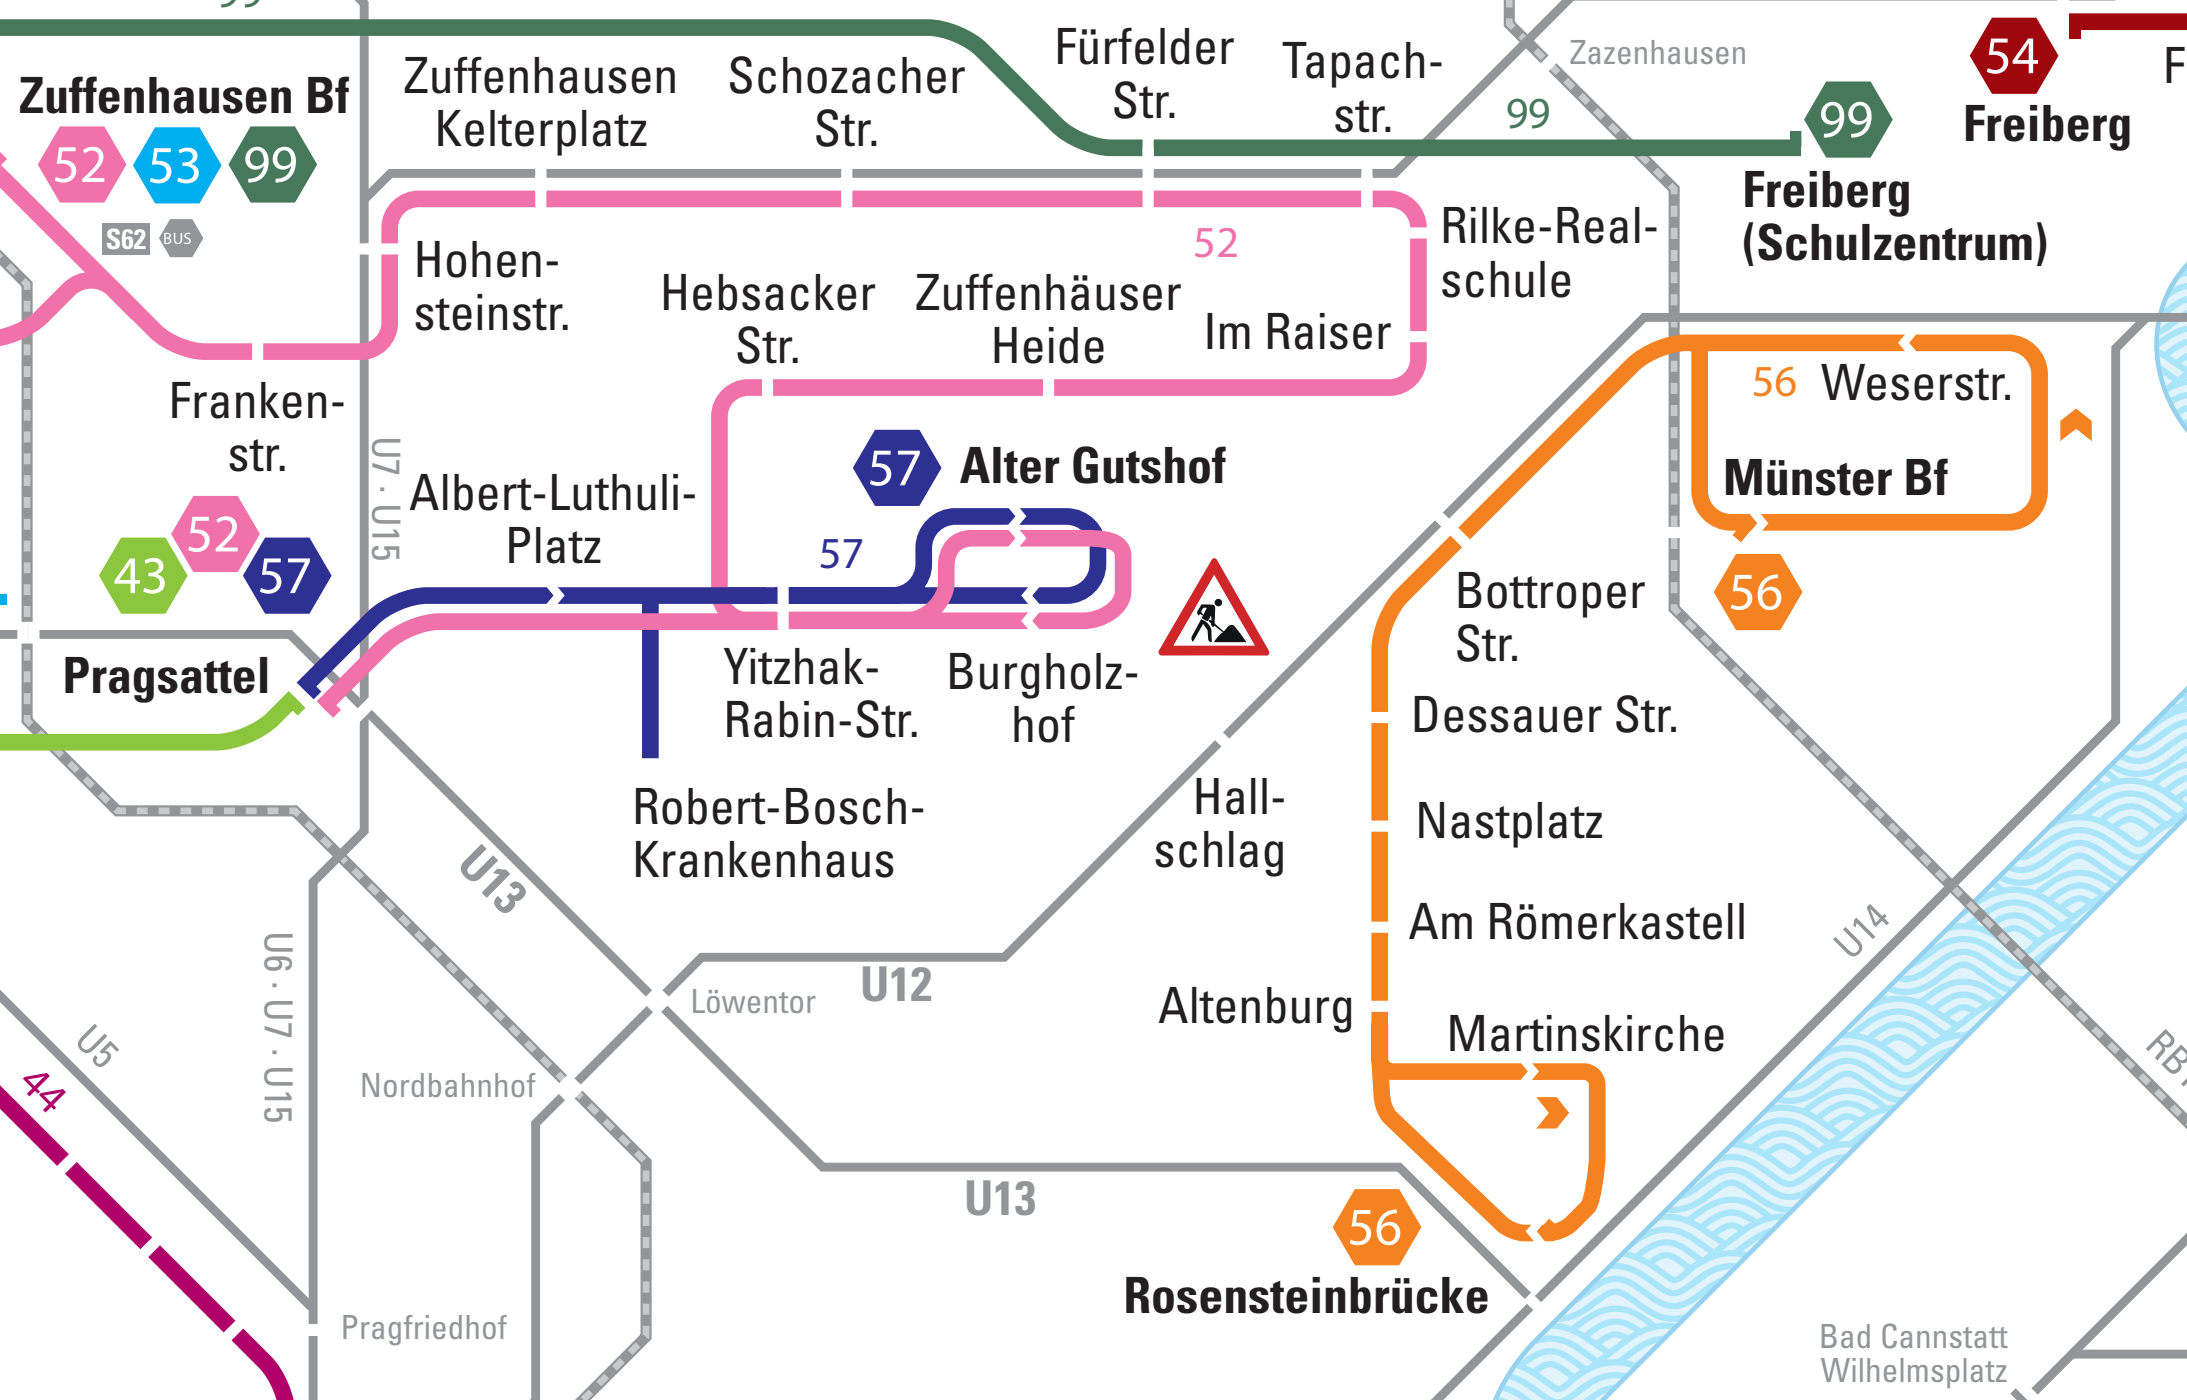 Zuffenhausen Bf
52
53
99
S62
BUS
Zuffenhausen
Kelterplatz
Schozacher
Str.
Fürfelder
Str.
Tapach-
str.
Zazenhausen
99
99
Freiberg
(Schulzentrum)
54
Freiberg
F
Hohen-
steinstr.
52
Rilke-Real-
schule
Hebsacker
Str.
Zuffenhäuser
Heide
Im Raiser
Franken-
str.
U7 · U15
43
52
57
Pragsattel
Albert-Luthuli-
Platz
57
57
Alter Gutshof
Yitzhak-
Rabin-Str.
Burgholz-
hof
Robert-Bosch-
Krankenhaus
56
Weserstr.
Münster Bf
56
Bottroper
Str.
Dessauer Str.
Nastplatz
Am Römerkastell
Altenburg
Martinskirche
Hall-
schlag
U13
U12
Löwentor
Nordbahnhof
U6 · U7 · U15
U5
44
U14
U13
56
Rosensteinbrücke
Pragfriedhof
Bad Cannstatt
Wilhelmsplatz